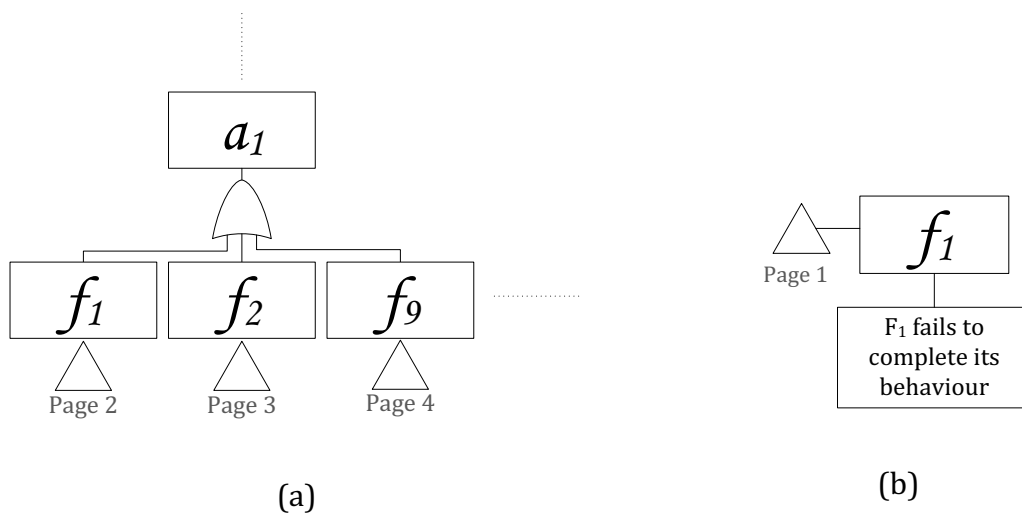 a₁
f₁ f₂ f₉
Page 2 Page 3 Page 4
(a)
f₁
Page 1
F₁ fails to
complete its
behaviour
(b)